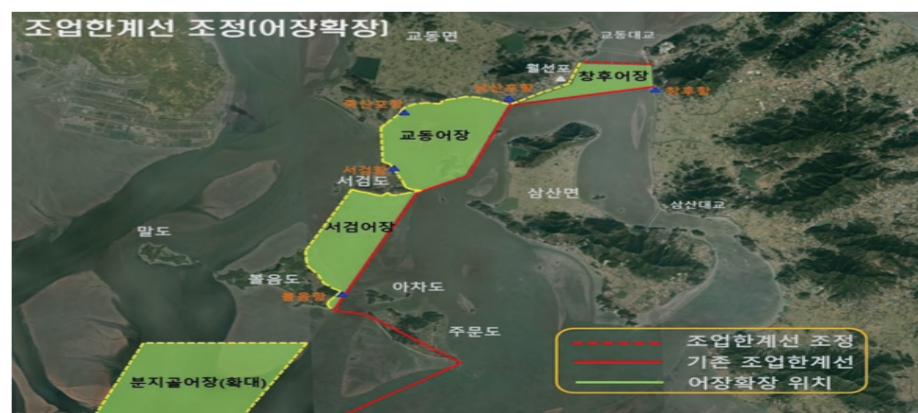 조업한계선 조정[어장확장]
교동면
교동대교
월선포
창후어장
남산포항
창후항
죽산포항
교동어장
서검항
서검도
삼산면
삼산대교
서검어장
말도
볼음도
볼음항
아차도
주문도
분지골어장(확대)
조업한계선 조정
기존 조업한계선
어장확장 위치